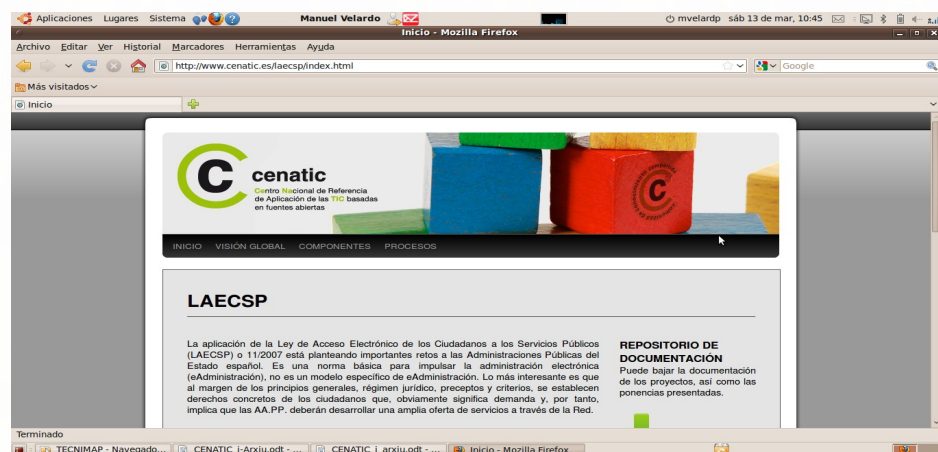 Aplicaciones Lugares Sistema Manuel Velardo mvelardp sáb 13 de mar, 10:45
Inicio - Mozilla Firefox
Archivo Editar Ver Historial Marcadores Herramientas Ayuda
http://www.cenatic.es/laecsp/index.html Google
Más visitados
Inicio
C cenatic
Centro Nacional de Referencia
de Aplicación de las TIC basadas
en fuentes abiertas
C
INICIO VISIÓN GLOBAL COMPONENTES PROCESOS
LAECSP
La aplicación de la Ley de Acceso Electrónico de los Ciudadanos a los Servicios Públicos
(LAECSP) o 11/2007 está planteando importantes retos a las Administraciones Públicas del
Estado español. Es una norma básica para impulsar la administración electrónica
(eAdministración), no es un modelo específico de eAdministración. Lo más interesante es que
al margen de los principios generales, régimen jurídico, preceptos y criterios, se establecen
derechos concretos de los ciudadanos que, obviamente significa demanda y, por tanto,
implica que las AA.PP. deberán desarrollar una amplia oferta de servicios a través de la Red.
REPOSITORIO DE
DOCUMENTACIÓN
Puede bajar la documentación
de los proyectos, así como las
ponencias presentadas.
Terminado
TECNIMAP - Navegado... CENATIC_i-Arxiu.odt - ... CENATIC_i_arxiu.odt - ... Inicio - Mozilla Firefox